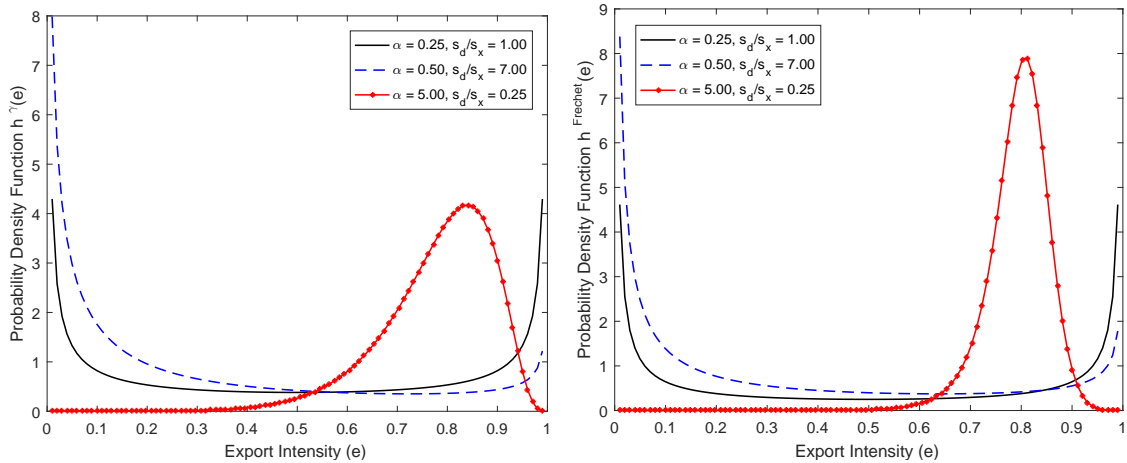 8
7
6
5
4
3
2
1
0
Probability Density Function h^γ(e)
α = 0.25, s_d/s_x = 1.00
α = 0.50, s_d/s_x = 7.00
α = 5.00, s_d/s_x = 0.25
0 0.1 0.2 0.3 0.4 0.5 0.6 0.7 0.8 0.9 1
Export Intensity (e)
9
8
7
6
5
4
3
2
1
0
Probability Density Function h^Frechet(e)
α = 0.25, s_d/s_x = 1.00
α = 0.50, s_d/s_x = 7.00
α = 5.00, s_d/s_x = 0.25
0 0.1 0.2 0.3 0.4 0.5 0.6 0.7 0.8 0.9 1
Export Intensity (e)